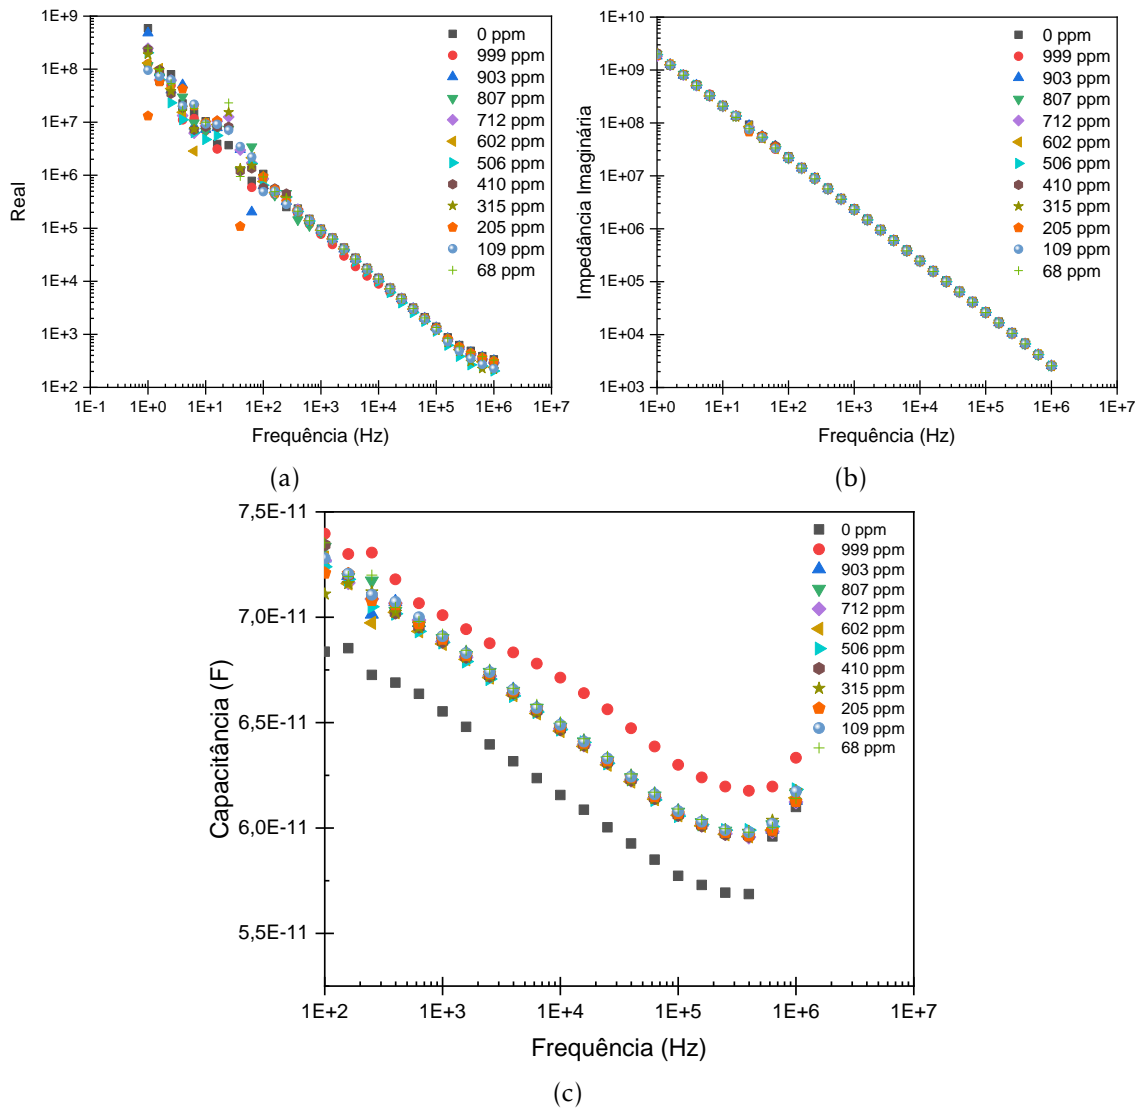 1E+9
1E+8
1E+7
1E+6
1E+5
1E+4
1E+3
1E+2
Real
1E-1
1E+0
1E+1
1E+2
1E+3
1E+4
1E+5
1E+6
1E+7
Frequência (Hz)
0 ppm
999 ppm
903 ppm
807 ppm
712 ppm
602 ppm
506 ppm
410 ppm
315 ppm
205 ppm
109 ppm
68 ppm
(a)
1E+10
1E+09
1E+08
1E+07
1E+06
1E+05
1E+04
1E+03
Impedância Imaginária
1E+0
1E+1
1E+2
1E+3
1E+4
1E+5
1E+6
1E+7
Frequência (Hz)
0 ppm
999 ppm
903 ppm
807 ppm
712 ppm
602 ppm
506 ppm
410 ppm
315 ppm
205 ppm
109 ppm
68 ppm
(b)
7,5E-11
7,0E-11
6,5E-11
6,0E-11
5,5E-11
Capacitância (F)
1E+2
1E+3
1E+4
1E+5
1E+6
1E+7
Frequência (Hz)
0 ppm
999 ppm
903 ppm
807 ppm
712 ppm
602 ppm
506 ppm
410 ppm
315 ppm
205 ppm
109 ppm
68 ppm
(c)